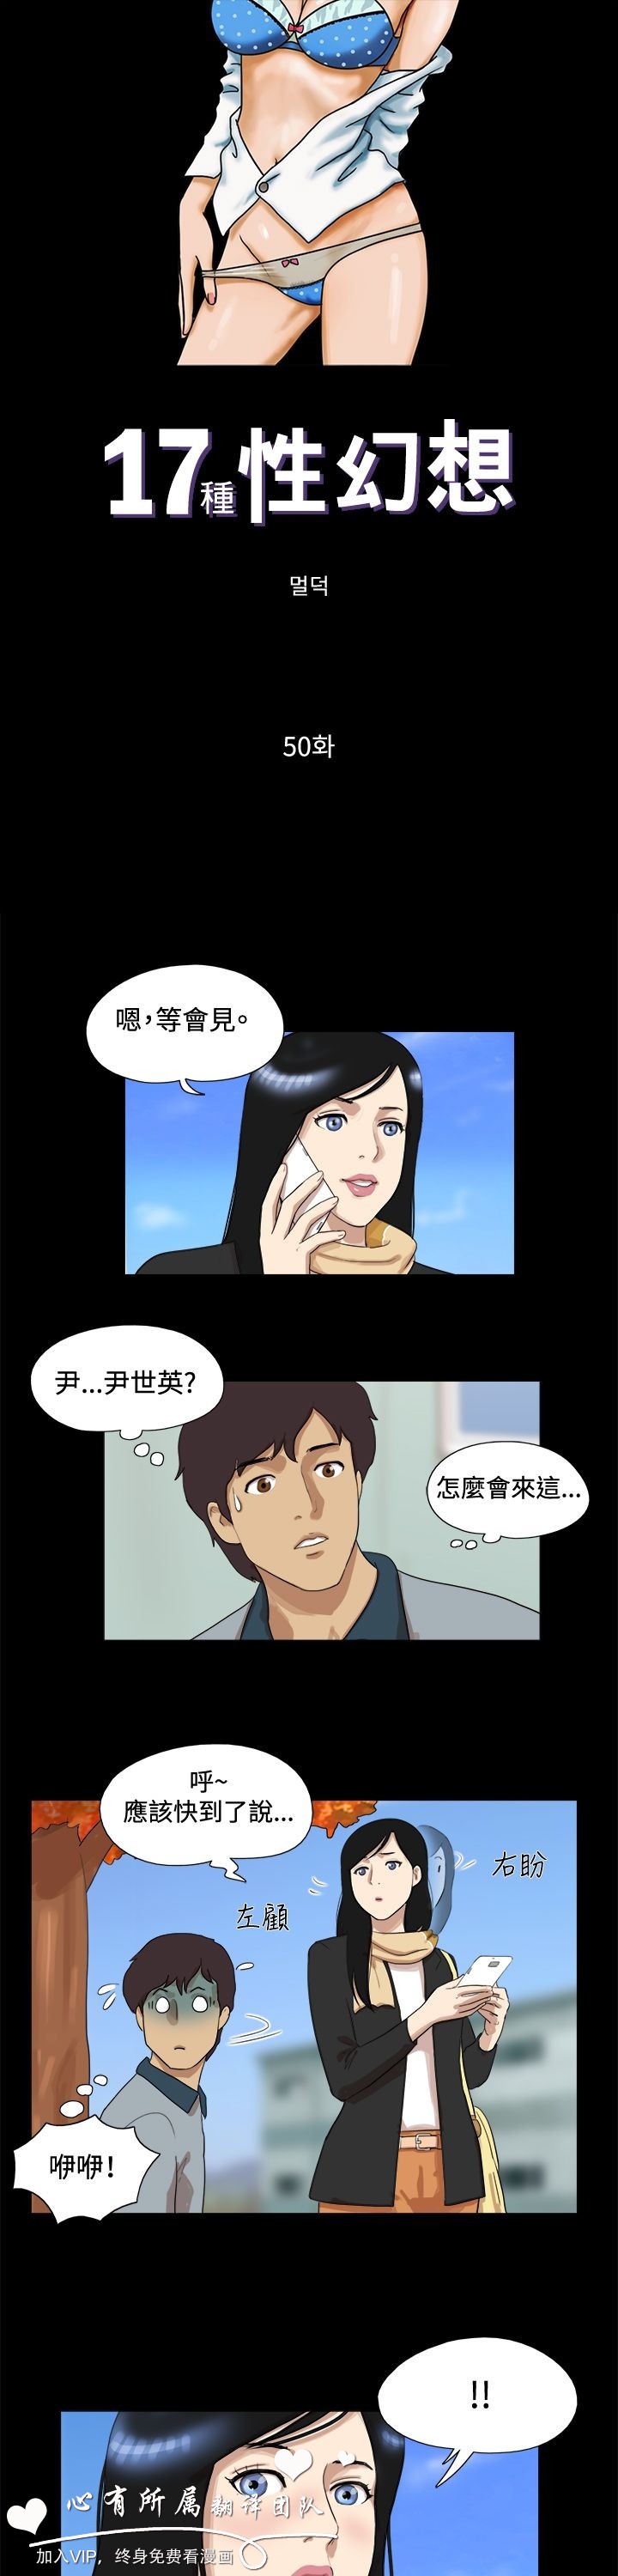 17種性幻想
멀덕
50화
嗯，等會見。
尹...尹世英?
怎麼會來這...
呼~
應該快到了說...
右盼
左顧
咿咿!
!!
心有所属翻译团队
加入VIP，终身免费看漫画